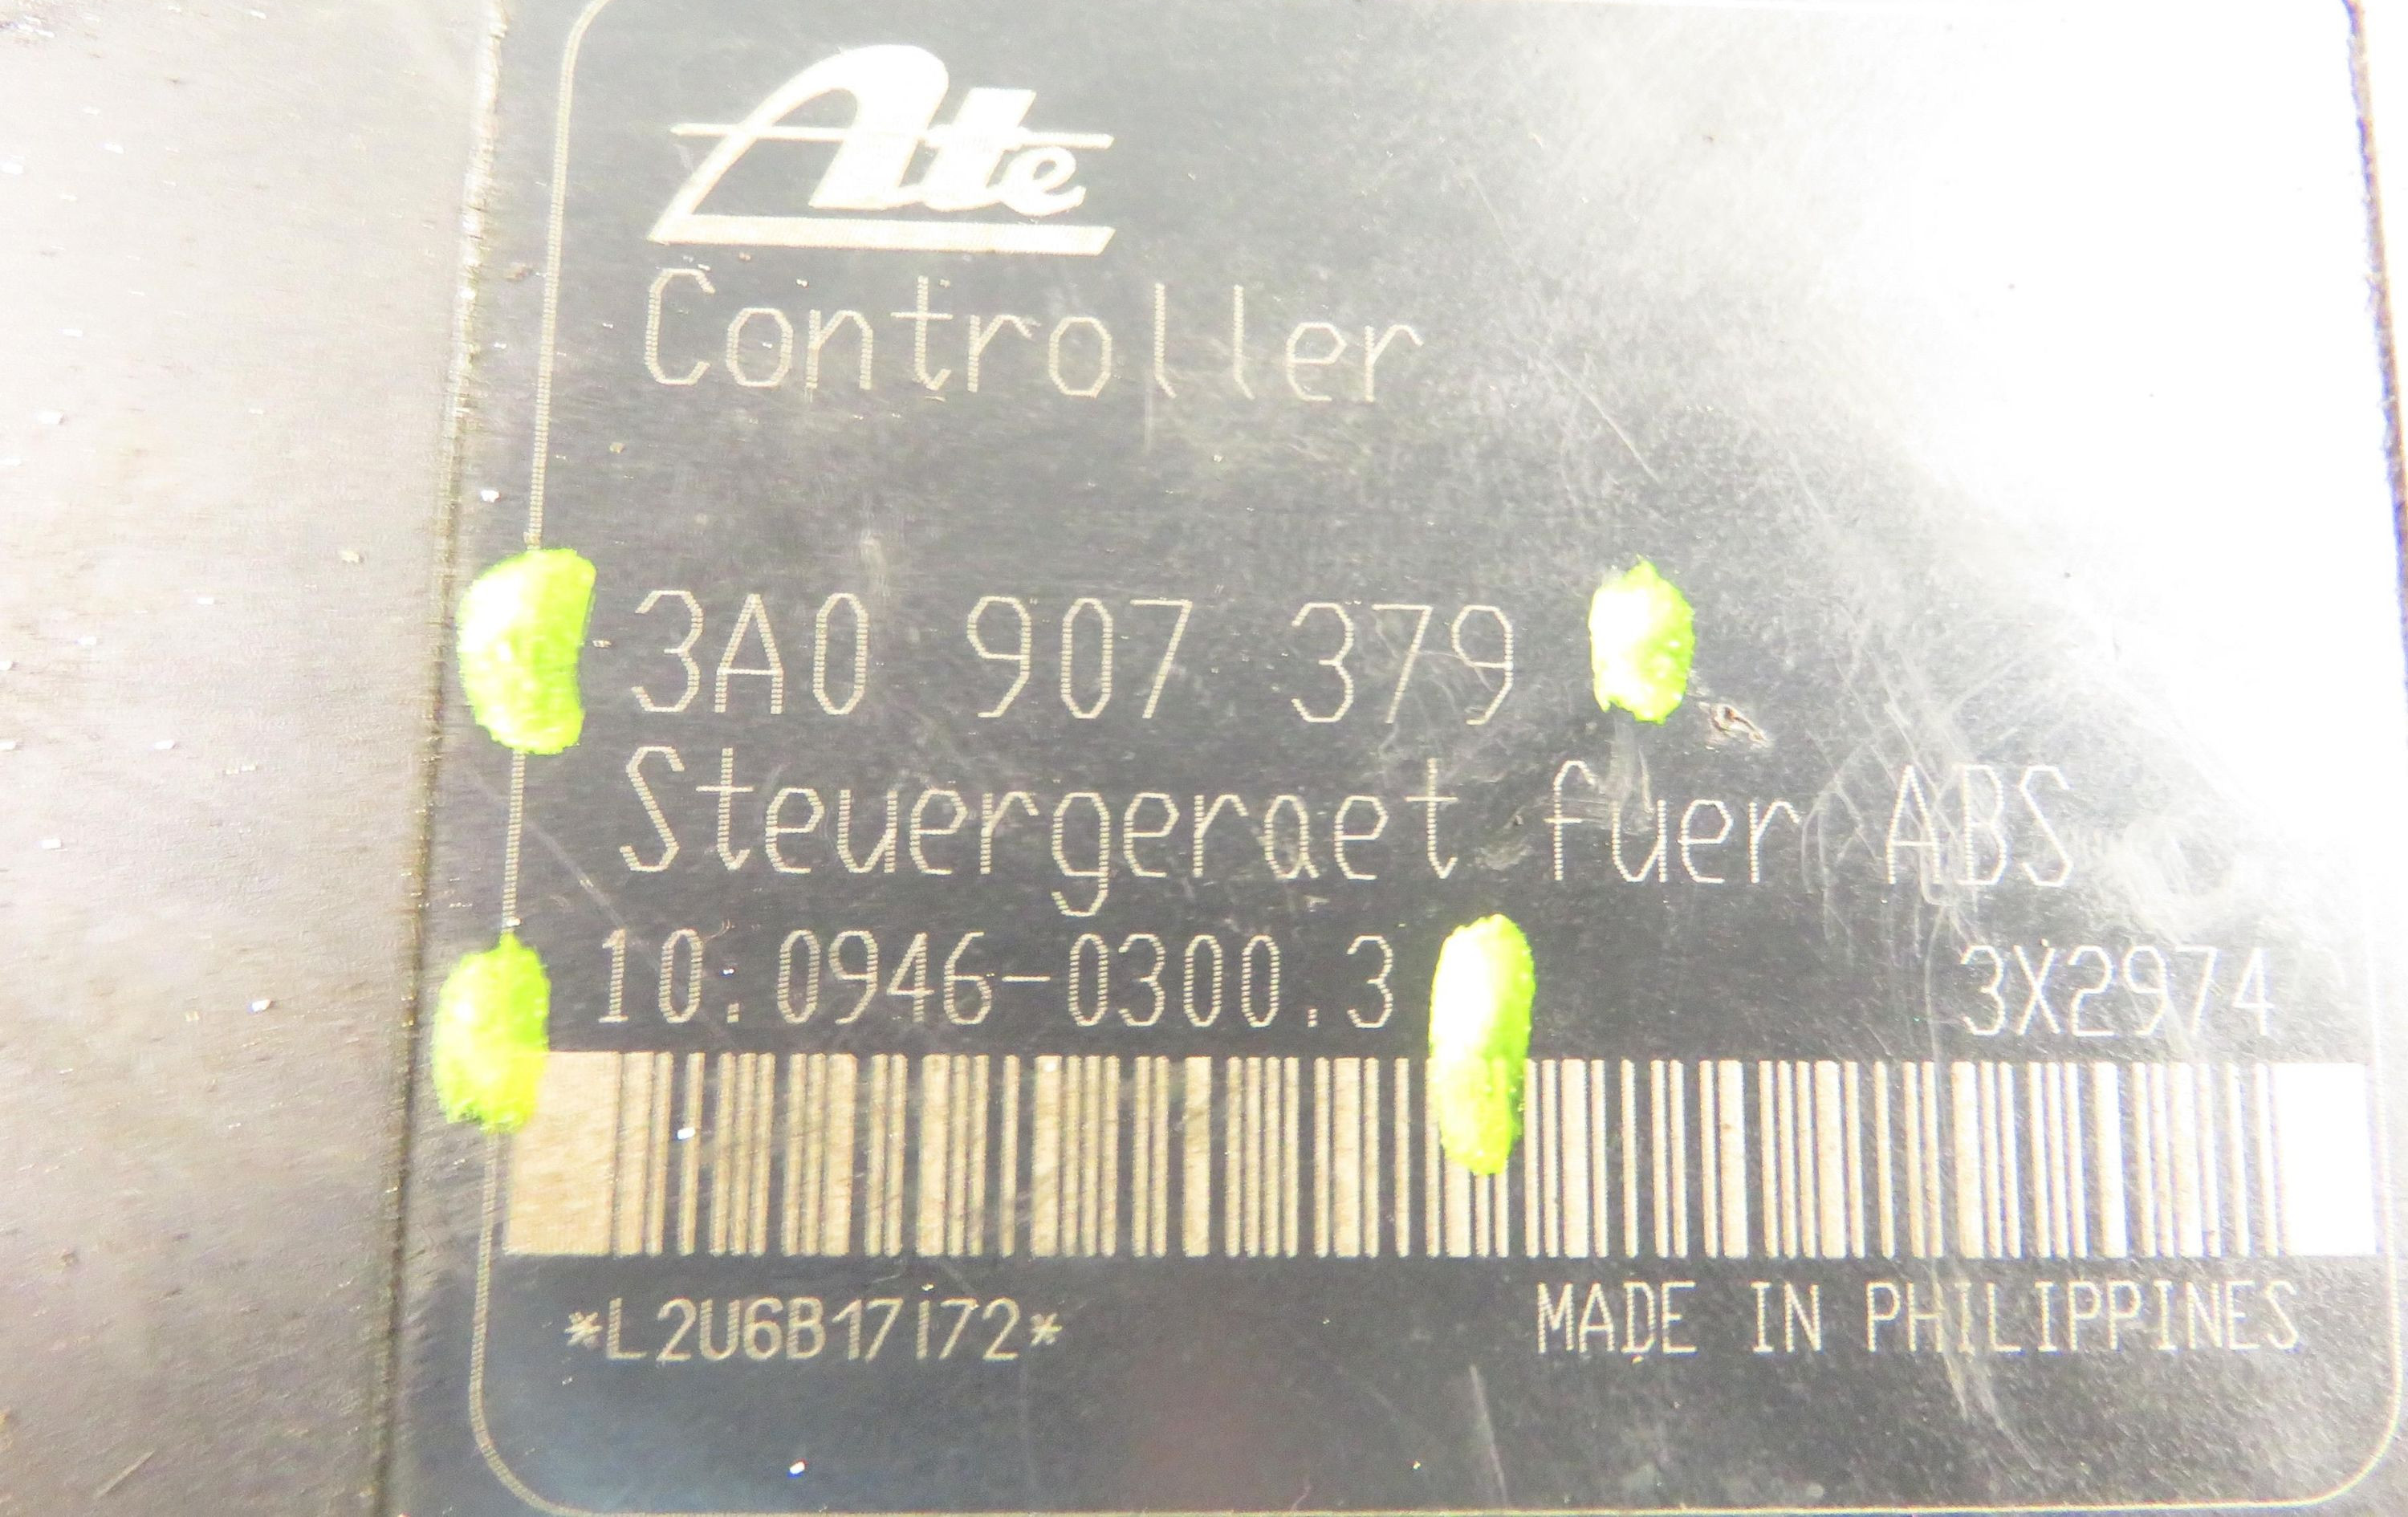 Ate
Controller
3A0 907 379
Steuergeraet fuer ABS
10.0946-0300.3 3X2974
*L2U6B17172* MADE IN PHILIPPINES